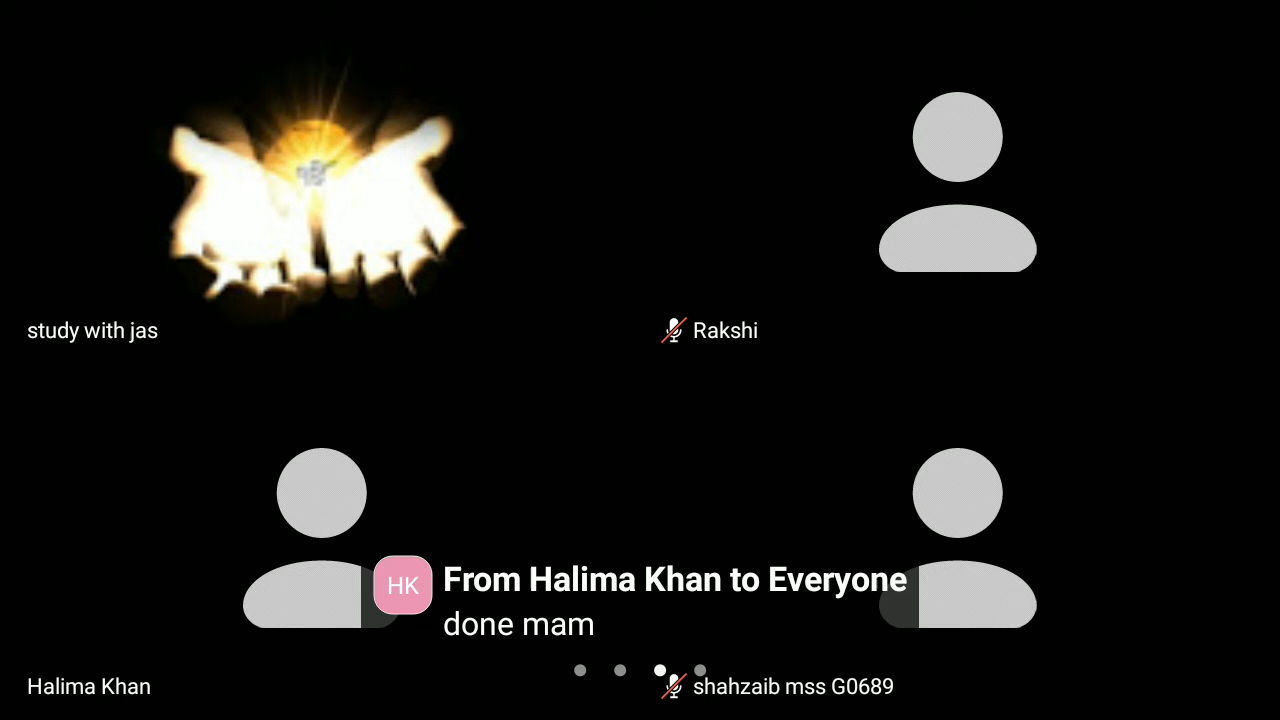 study with jas
Rakshi
HK
From Halima Khan to Everyone
done mam
Halima Khan
shahzaib mss G0689